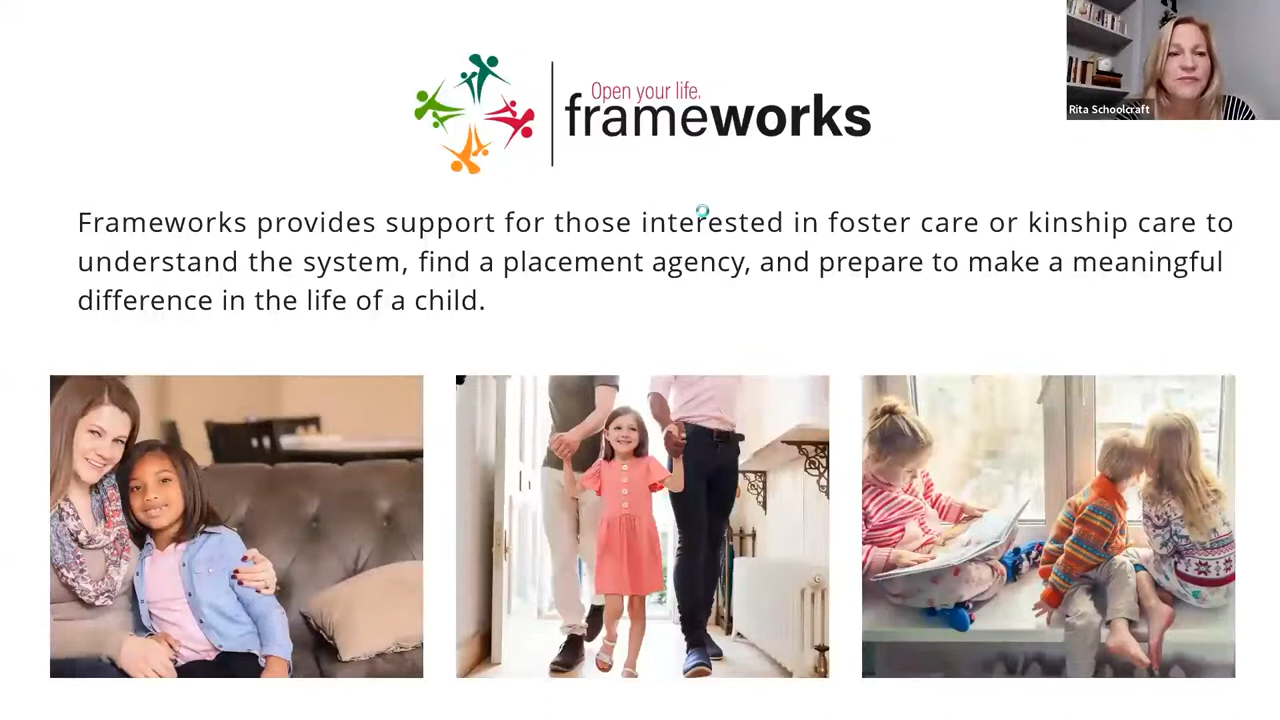 Open your life.
frameworks
Rita Schoolcraft
Frameworks provides support for those interested in foster care or kinship care to
understand the system, find a placement agency, and prepare to make a meaningful
difference in the life of a child.